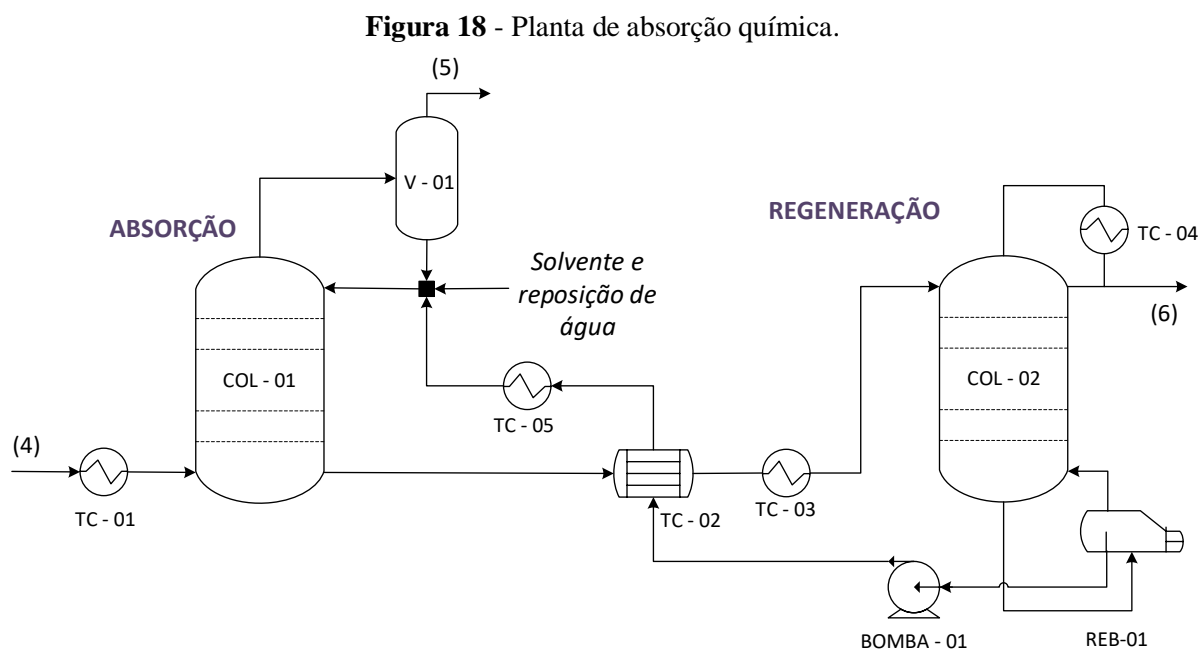 Figura 18 - Planta de absorção química.
(5)
V - 01
REGENERAÇÃO
ABSORÇÃO
TC - 04
Solvente e
reposição de
água
(6)
COL - 01
COL - 02
TC - 05
(4)
TC - 01
TC - 02
TC - 03
BOMBA - 01
REB-01